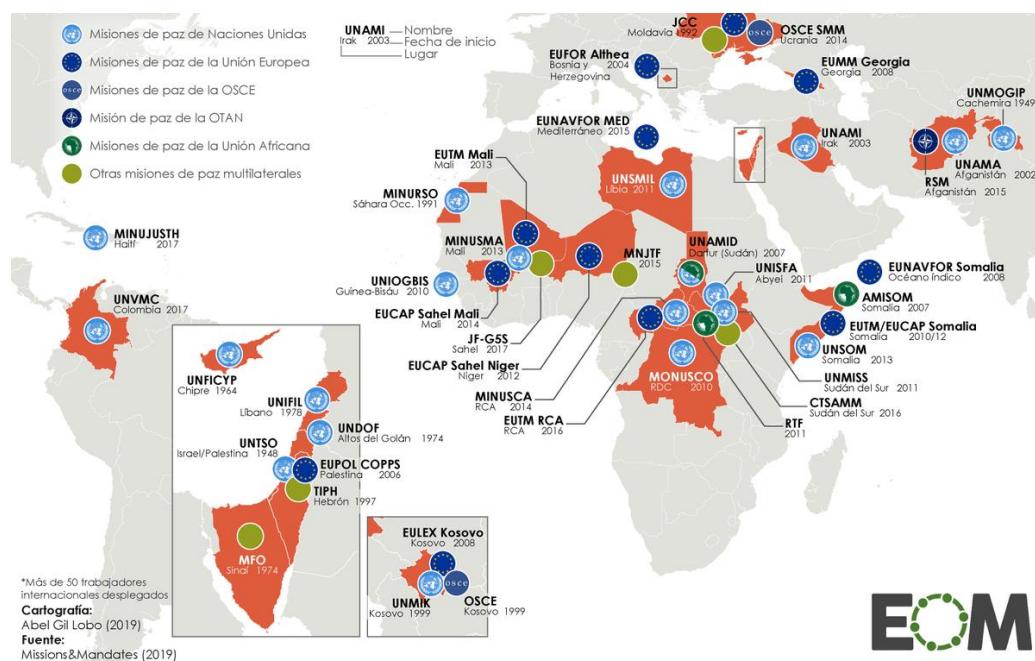 Misiones de paz de Naciones Unidas
Misiones de paz de la Unión Europea
Misiones de paz de la OSCE
Misión de paz de la OTAN
Misiones de paz de la Unión Africana
Otras misiones de paz multilaterales
UNAMI
Irak 2003
Nombre
Fecha de inicio
Lugar
JCC
Moldavia 1992
osce
OSCE SMM
Ucrania 2014
EUFOR Althea
Bosnia y 2004
Herzegovina
EUMM Georgia
Georgia 2008
UNMOGIP
Cachemira 1949
EUNAVFOR MED
Mediterráneo 2015
UNAMI
Irak 2003
UNAMA
Afganistán 2002
RSM
Afganistán 2015
EUTM Mali
Mali 2013
UNSMIL
Libia 2011
MINURSO
Sáhara Occ. 1991
MINUJUSTH
Haití 2017
MINUSMA
Mali 2013
MNJTF
2015
UNAMID
Darfur (Sudán) 2007
UNISFA
Abyei 2011
EUNAVFOR Somalia
Océano Índico 2008
UNIOGBIS
Guinea-Bisáu 2010
AMISOM
Somalia 2007
UNVMC
Colombia 2017
EUCAP Sahel Mali
Mali 2014
EUTM/EUCAP Somalia
Somalia 2010/12
JF-G5S
Sahel 2017
UNSOM
Somalia 2013
EUCAP Sahel Niger
Níger 2012
MONUSCO
RDC 2010
UNMISS
Sudán del Sur 2011
MINUSCA
RCA 2014
CTSAMM
Sudán del Sur 2016
EUTM RCA
RCA 2016
RTF
2011
UNFICYP
Chipre 1964
UNIFIL
Líbano 1978
UNDOF
Altos del Golán 1974
UNTSO
Israel/Palestina
1948
EUPOL COPPS
Palestina 2006
TIPH
Hebrón 1997
MFO
Sinaí 1974
EULEX Kosovo
Kosovo 2008
osce
UNMIK
Kosovo 1999
OSCE
Kosovo 1999
*Más de 50 trabajadores
internacionales desplegados
Cartografía:
Abel Gil Lobo (2019)
Fuente:
Missions&Mandates (2019)
EOM